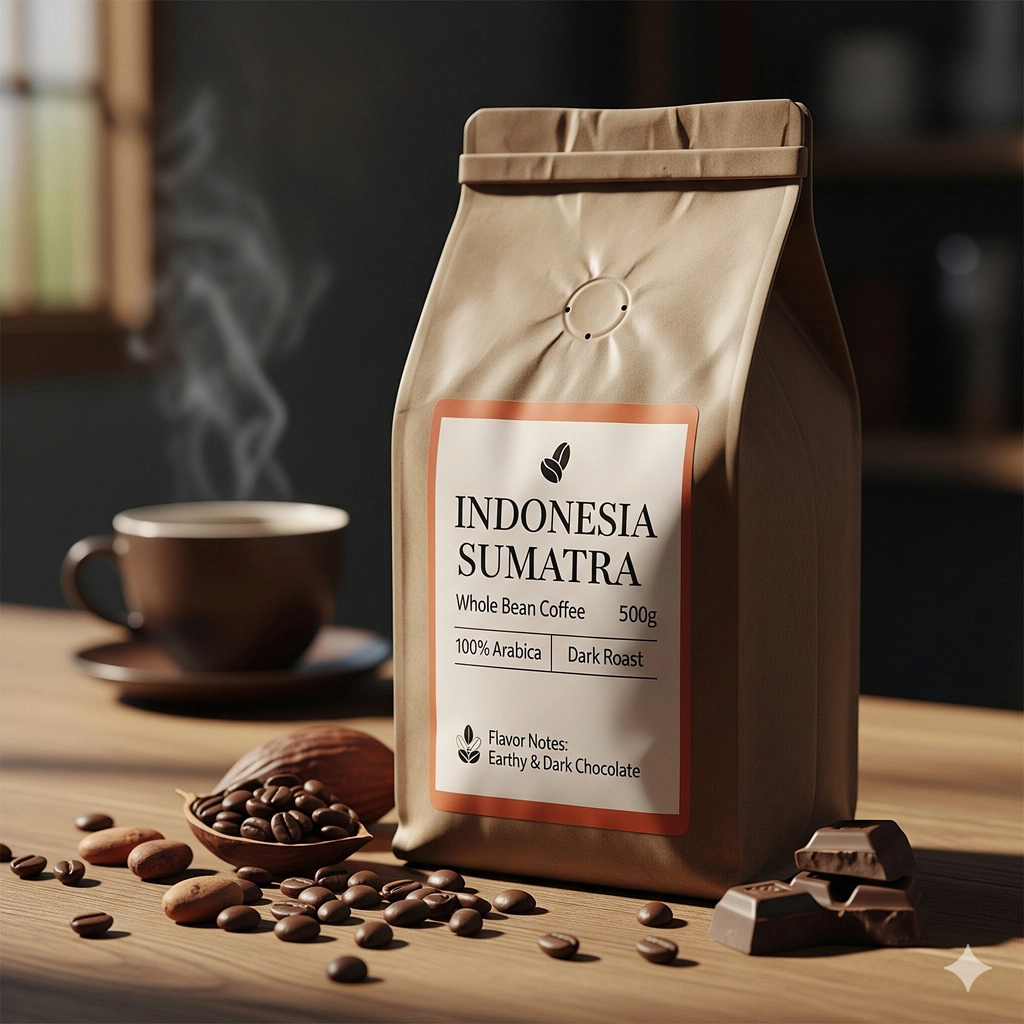 INDONESIA
SUMATRA
Whole Bean Coffee 500g
100% Arabica Dark Roast
Flavor Notes:
Earthy & Dark Chocolate